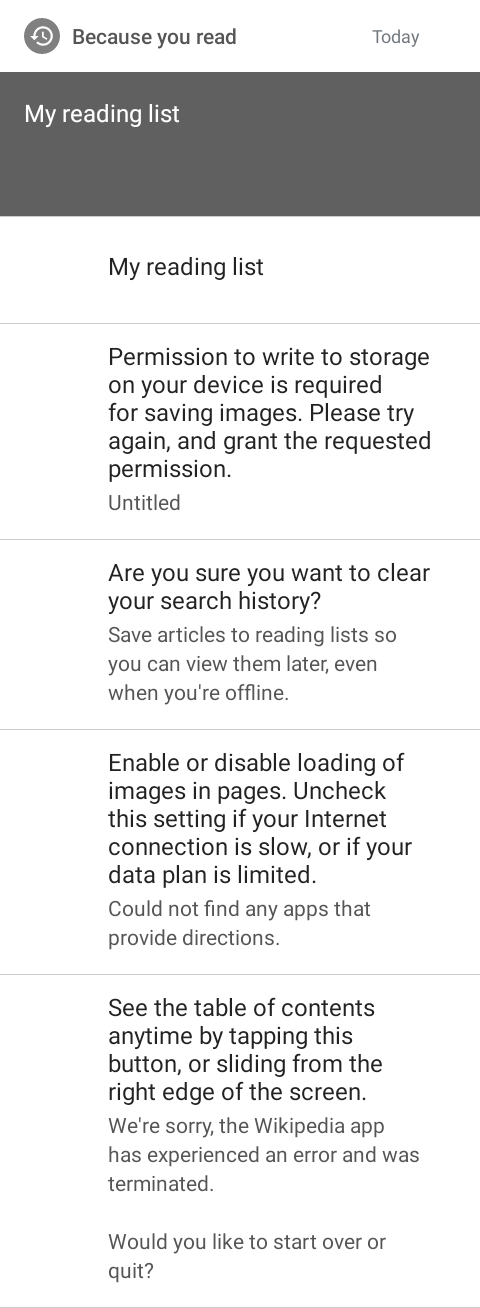 Because you read
Today
My reading list
My reading list
Permission to write to storage
on your device is required
for saving images. Please try
again, and grant the requested
permission.
Untitled
Are you sure you want to clear
your search history?
Save articles to reading lists so
you can view them later, even
when you're offline.
Enable or disable loading of
images in pages. Uncheck
this setting if your Internet
connection is slow, or if your
data plan is limited.
Could not find any apps that
provide directions.
See the table of contents
anytime by tapping this
button, or sliding from the
right edge of the screen.
We're sorry, the Wikipedia app
has experienced an error and was
terminated.
Would you like to start over or
quit?